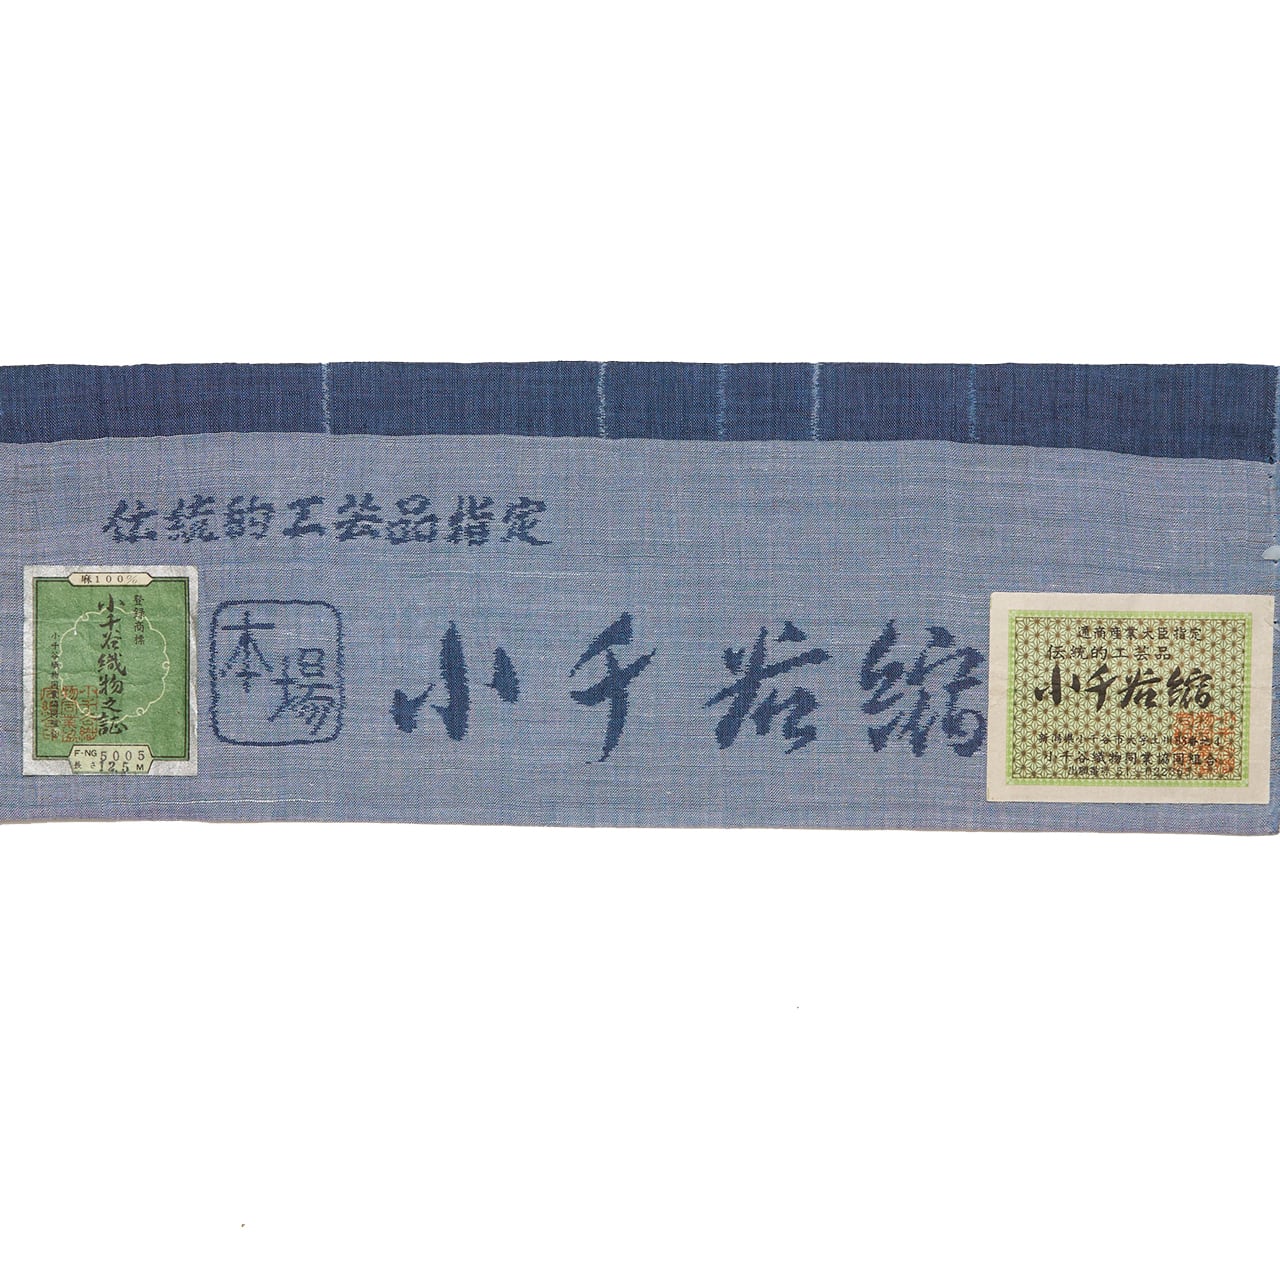 伝統的工芸品指定
本場
小千谷縮
麻100%
登録商標
小千谷織物之証
F-NG 5005
長さ 12.5 M
通商産業大臣指定
伝統的工芸品
小千谷縮
小千谷織物同業協同組合